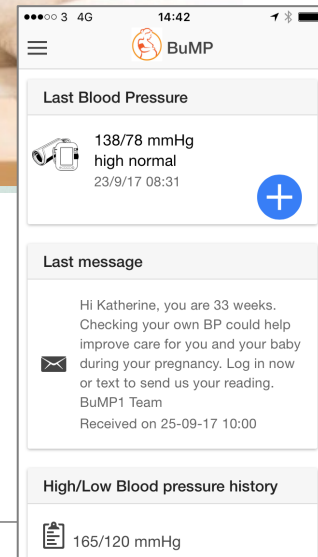 3 4G 14:42
BuMP
Last Blood Pressure
138/78 mmHg
high normal
23/9/17 08:31
Last message
Hi Katherine, you are 33 weeks.
Checking your own BP could help
improve care for you and your baby
during your pregnancy. Log in now
or text to send us your reading.
BuMP1 Team
Received on 25-09-17 10:00
High/Low Blood pressure history
165/120 mmHg